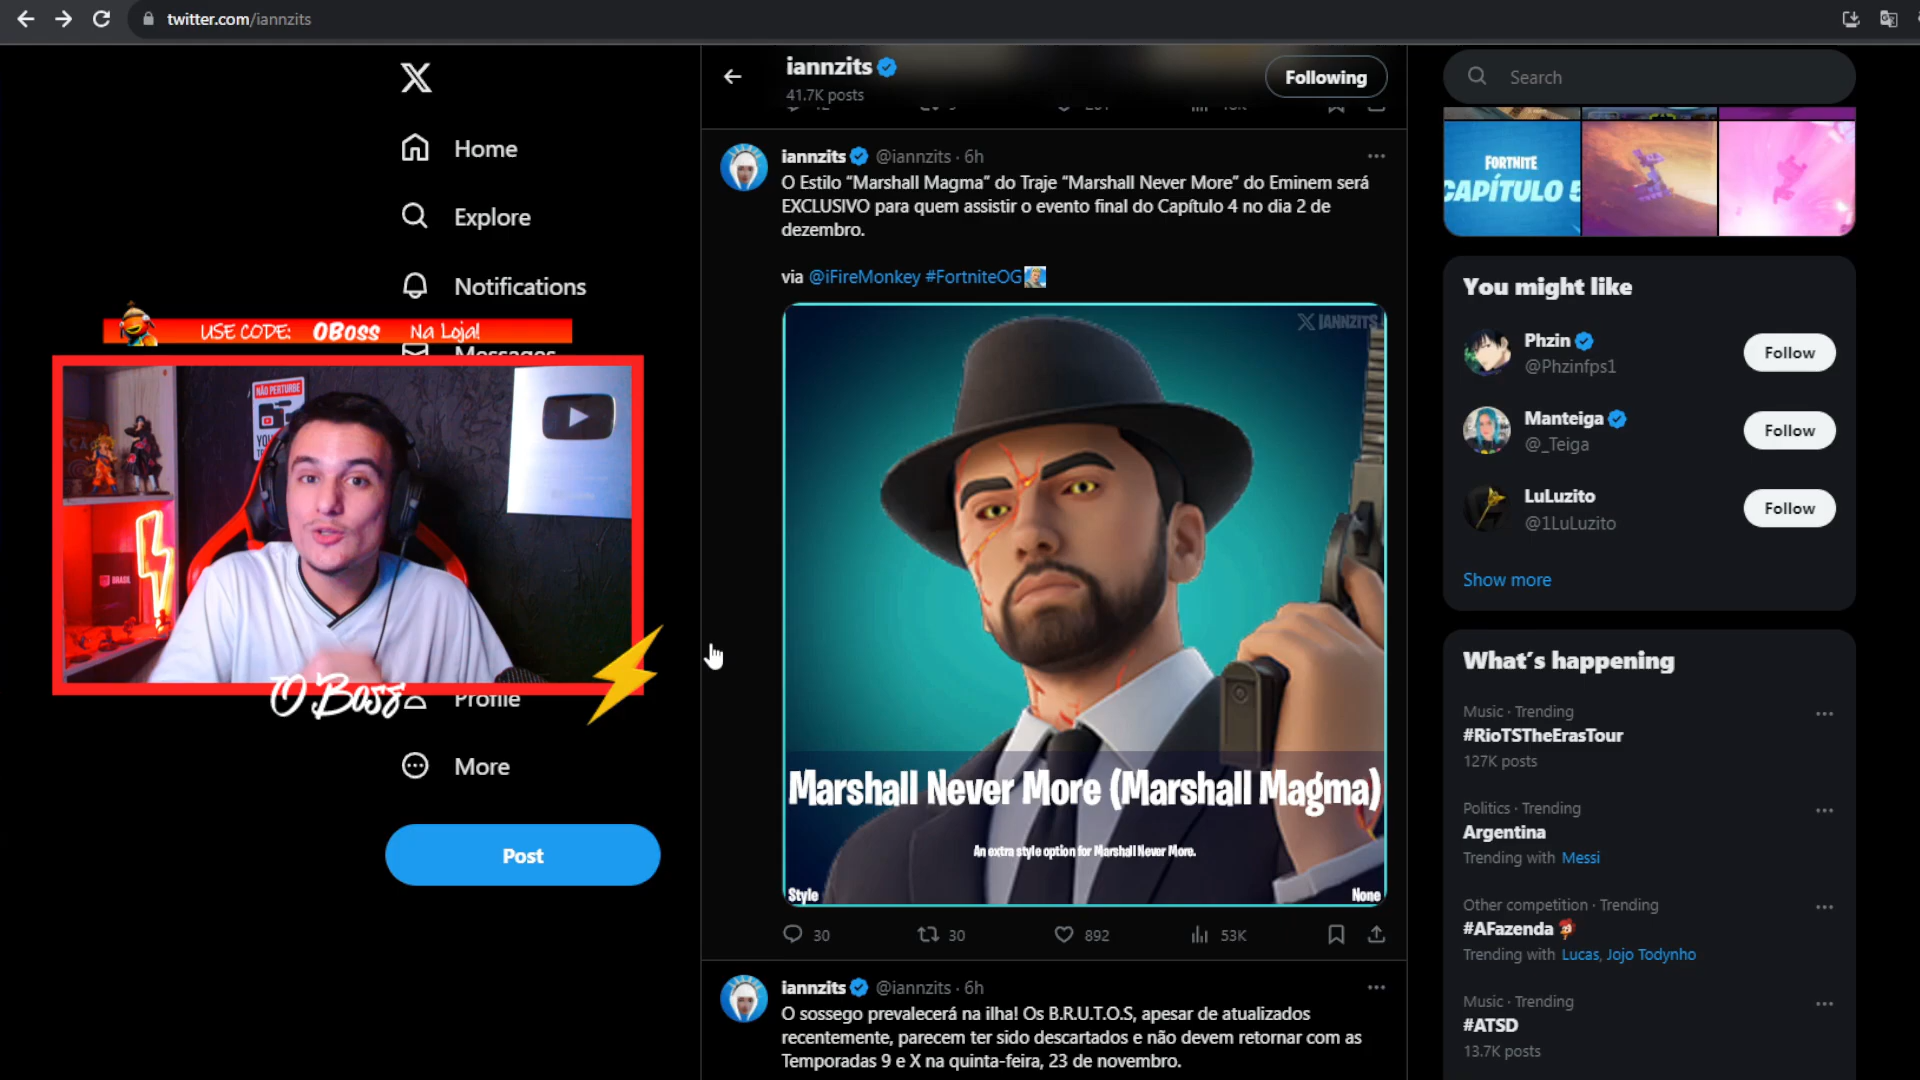 twitter.com/iannzits
Home
Explore
Notifications
Messages
Profile
More
Post
USE CODE: OBoss Na Loja!
NÃO PERTURBE
YOU
BRASIL
O Boss
iannzits
41.7K posts
Following
iannzits @iannzits · 6h
O Estilo “Marshall Magma” do Traje “Marshall Never More” do Eminem será
EXCLUSIVO para quem assistir o evento final do Capítulo 4 no dia 2 de
dezembro.
via @iFireMonkey #FortniteOG
X IANNZITS
Marshall Never More (Marshall Magma)
An extra style option for Marshall Never More.
Style
None
30
30
892
53K
iannzits @iannzits · 6h
O sossego prevalecerá na ilha! Os B.R.U.T.O.S, apesar de atualizados
recentemente, parecem ter sido descartados e não devem retornar com as
Temporadas 9 e X na quinta-feira, 23 de novembro.
Search
FORTNITE
CAPÍTULO 5
You might like
Phzin
@Phzinfps1
Follow
Manteiga
@_Teiga
Follow
LuLuzito
@1LuLuzito
Follow
Show more
What's happening
Music · Trending
#RioTSTheErasTour
127K posts
Politics · Trending
Argentina
Trending with Messi
Other competition · Trending
#AFazenda
Trending with Lucas, Jojo Todynho
Music · Trending
#ATSD
13.7K posts